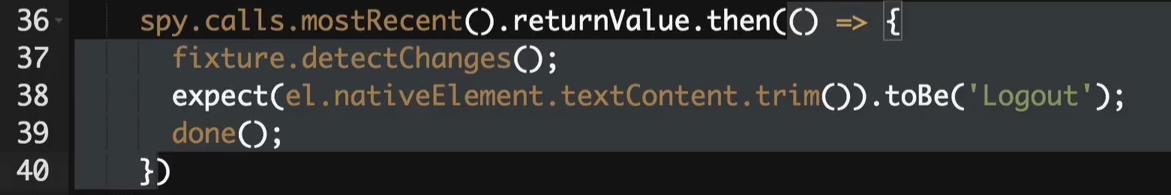 36 spy.calls.mostRecent().returnValue.then(() => {
37 fixture.detectChanges();
38 expect(el.nativeElement.textContent.trim()).toBe('Logout');
39 done();
40 })